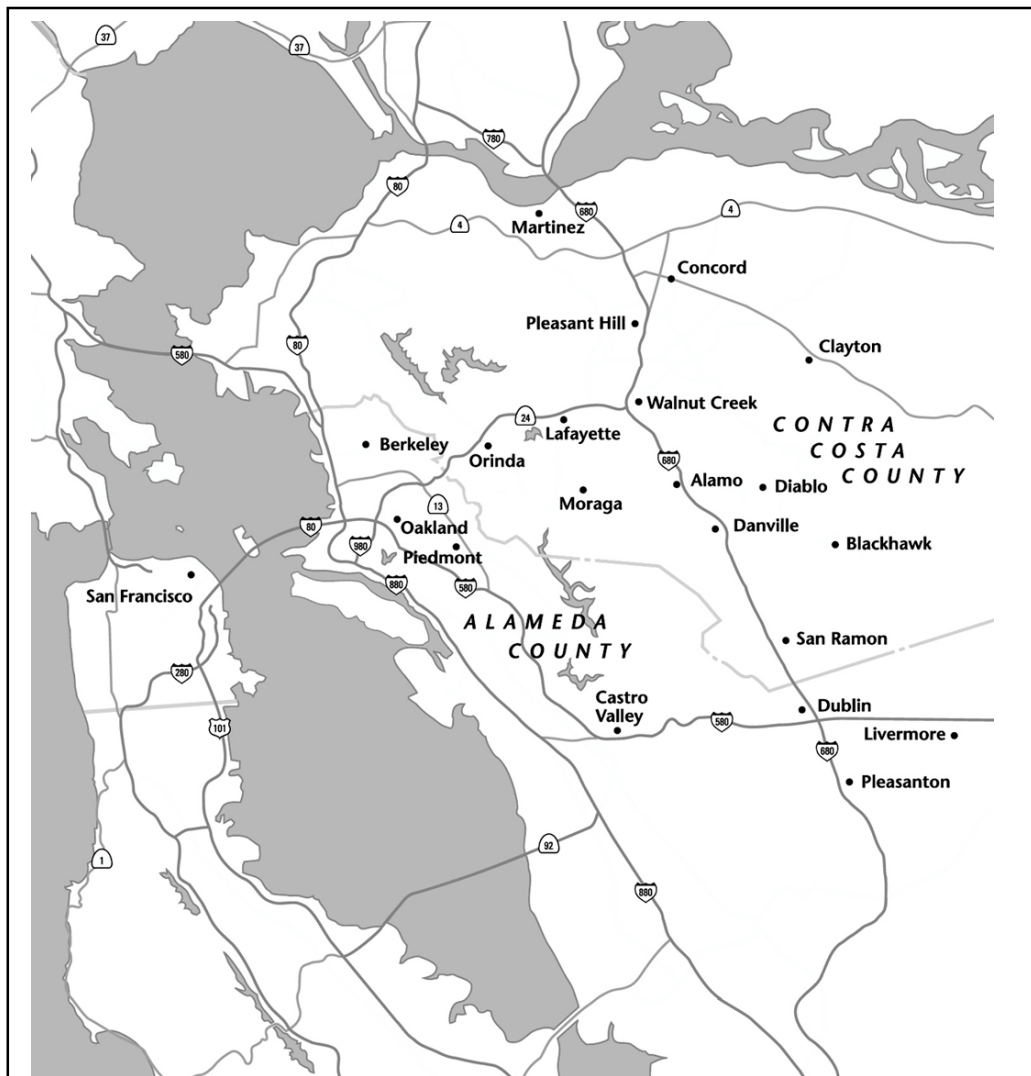 37
37
780
80
680
4
4
Martinez
Concord
Pleasant Hill
80
580
Clayton
Walnut Creek
24
Lafayette
CONTRA
COSTA
COUNTY
Berkeley
Orinda
680
Alamo
Diablo
Moraga
13
80
Oakland
Danville
980
Piedmont
Blackhawk
880
580
San Francisco
ALAMEDA
COUNTY
San Ramon
280
Castro
Valley
Dublin
101
580
Livermore
680
Pleasanton
1
92
880